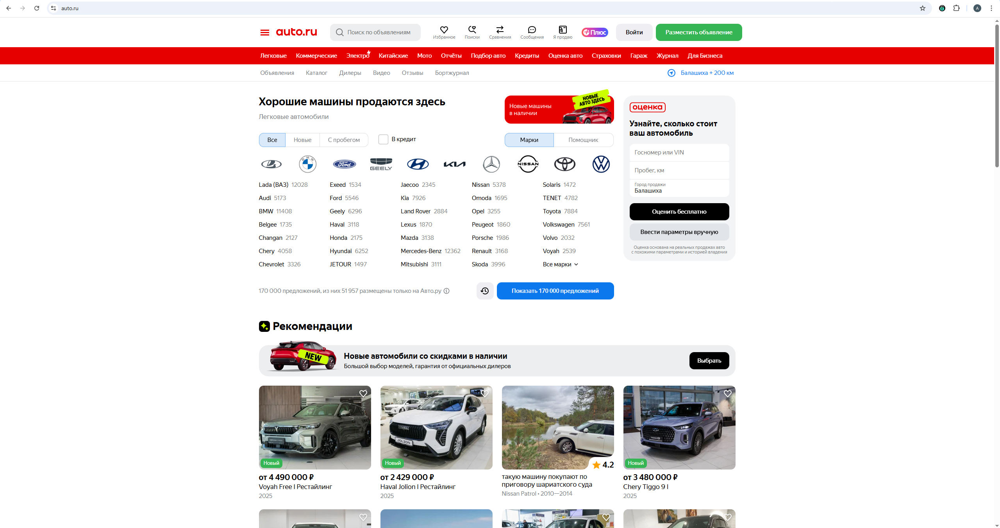 auto.ru
A
auto.ru
Поиск по объявлениям
Избранное
Поиски
Сравнения
Сообщения
Я продаю
Плюс
Войти
Разместить объявление
Легковые
Коммерческие
Электро
Китайские
Мото
Отчёты
Подбор авто
Кредиты
Оценка авто
Страховки
Гараж
Журнал
Для Бизнеса
Объявления
Каталог
Дилеры
Видео
Отзывы
Бортжурнал
Балашиха + 200 км
Хорошие машины продаются здесь
Легковые автомобили
Новые машины
в наличии
НОВЫЕ
АВТО ЗДЕСЬ
Все
Новые
С пробегом
В кредит
Марки
Помощник
BMW
Ford
GEELY
KIA
NISSAN
Lada (ВАЗ) 12028
Audi 5173
BMW 11408
Belgee 1735
Changan 2127
Chery 4058
Chevrolet 3326
Exeed 1534
Ford 5546
Geely 6296
Haval 3118
Honda 2175
Hyundai 6252
JETOUR 1497
Jaecoo 2345
Kia 7926
Land Rover 2884
Lexus 1870
Mazda 3138
Mercedes-Benz 12362
Mitsubishi 3111
Nissan 5378
Omoda 1695
Opel 3255
Peugeot 1860
Porsche 1986
Renault 3168
Skoda 3996
Solaris 1472
TENET 4782
Toyota 7884
Volkswagen 7561
Volvo 2032
Voyah 2539
Все марки
170 000 предложений, из них 51 957 размещены только на Авто.ру
Показать 170 000 предложений
оценка
Узнайте, сколько стоит
ваш автомобиль
Госномер или VIN
Пробег, км
Город продажи
Балашиха
Оценить бесплатно
Ввести параметры вручную
Оценка основана на реальных продажах авто
с похожими параметрами и историей владения
Рекомендации
NEW
Новые автомобили со скидками в наличии
Большой выбор моделей, гарантия от официальных дилеров
Выбрать
VOYAH FREE
Новый
от 4 490 000 ₽
Voyah Free I Рестайлинг
2025
HAVAL
JOLION
Новый
от 2 429 000 ₽
Haval Jolion I Рестайлинг
2025
4.2
такую машину покупают по
приговору шариатского суда
Nissan Patrol • 2010—2014
TIGGO 9
Новый
от 3 480 000 ₽
Chery Tiggo 9 I
2025